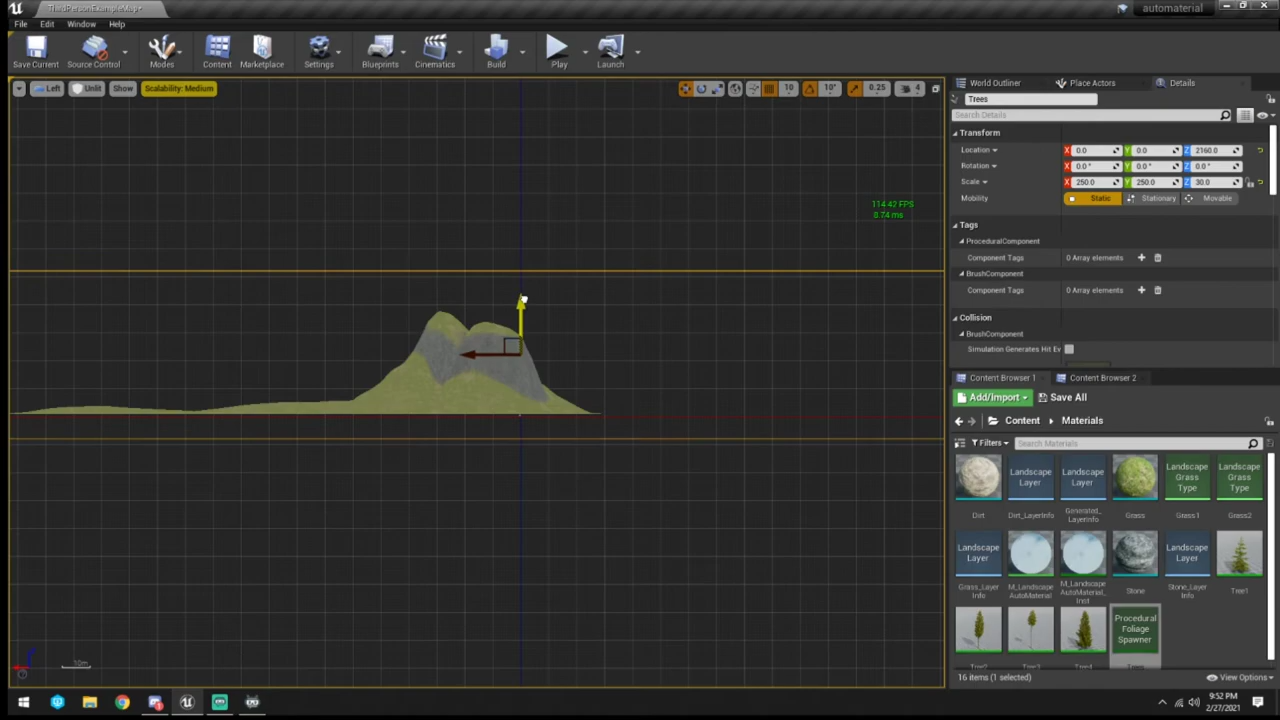 ThirdPersonExampleMap•
automaterial
File Edit Window Help
Save Current Source Control Modes Content Marketplace Settings Blueprints Cinematics Build Play Launch
Left Unlit Show Scalability: Medium 10 10° 0.25 4
114.42 FPS
8.74 ms
10m
World Outliner Place Actors Details
Trees
Search Details
Transform
Location X 0.0 Y 0.0 Z 2160.0
Rotation X 0.0° Y 0.0° Z 0.0°
Scale X 250.0 Y 250.0 Z 30.0
Mobility Static Stationary Movable
Tags
ProceduralComponent
Component Tags 0 Array elements
BrushComponent
Component Tags 0 Array elements
Collision
BrushComponent
Simulation Generates Hit Ev
Content Browser 1 Content Browser 2
Add/Import Save All
Content Materials
Filters Search Materials
Landscape Layer
Landscape Layer
Landscape Grass Type
Landscape Grass Type
Dirt Dirt_LayerInfo Generated_LayerInfo Grass Grass1 Grass2
Landscape Layer
Landscape Layer
Grass_Layer Info
M_Landscape AutoMaterial
M_Landscape AutoMaterial_Inst
Stone
Stone_Layer Info
Tree1
Procedural Foliage Spawner
Tree2 Tree3 Tree4 Trees
16 items (1 selected) View Options
9:52 PM
2/27/2021